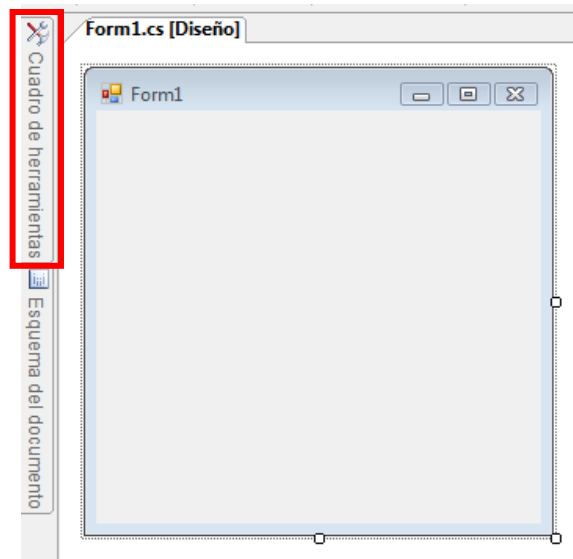 Form1.cs [Diseño]
Cuadro de herramientas
Form1
Esquema del documento